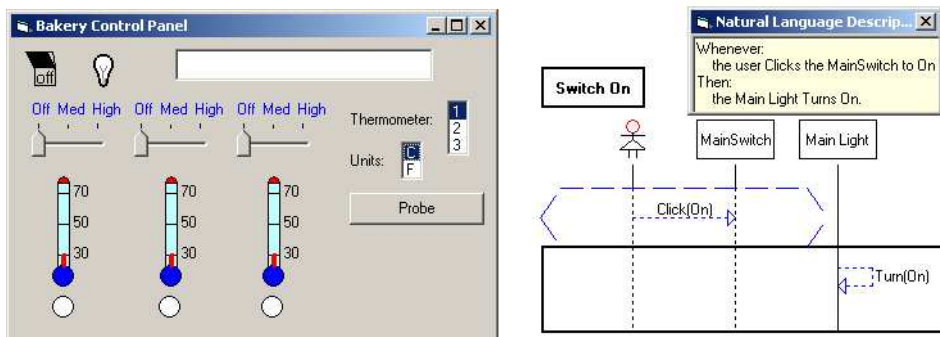 Bakery Control Panel
off
Off Med High
Off Med High
Off Med High
Thermometer:
1
2
3
Units:
C
F
Probe
70
50
30
70
50
30
70
50
30
Natural Language Descrip...
Whenever:
the user Clicks the MainSwitch to On
Then:
the Main Light Turns On.
Switch On
MainSwitch
Main Light
Click(On)
Turn(On)